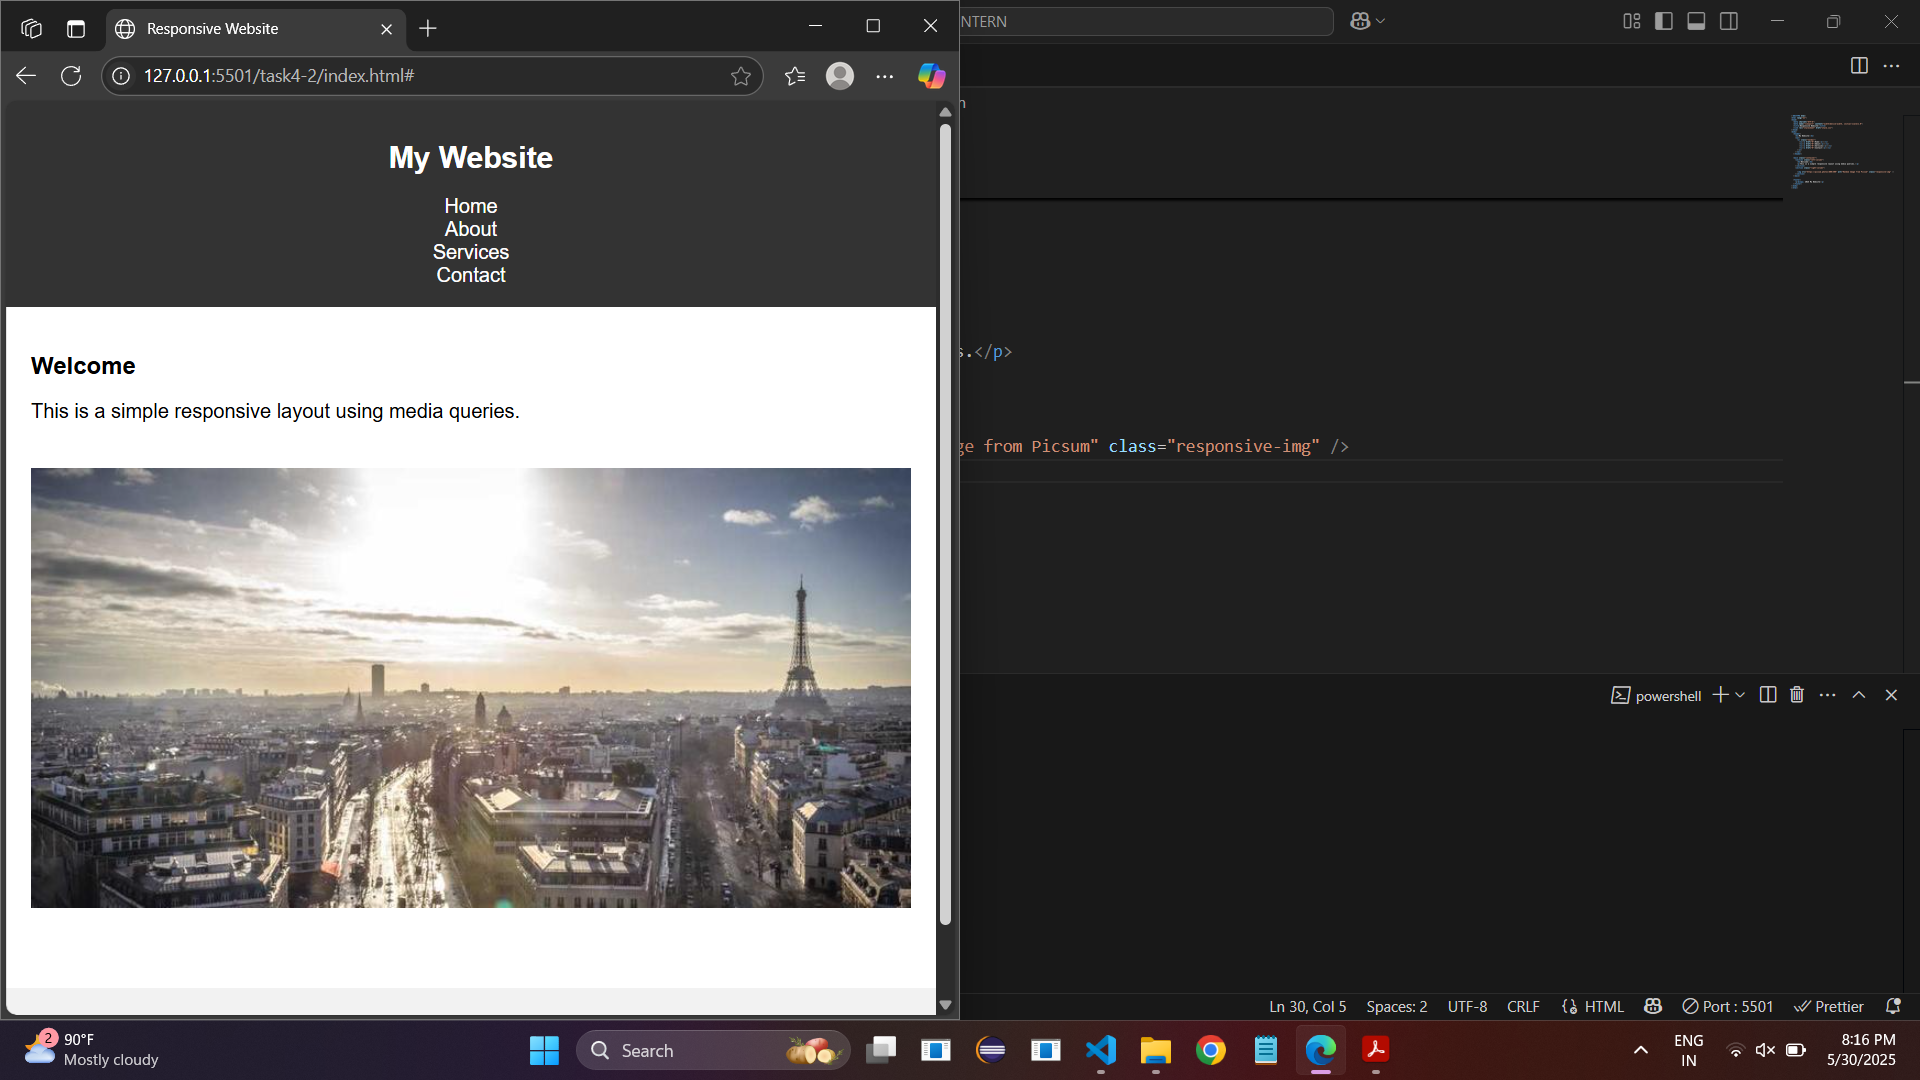 Responsive Website
127.0.0.1:5501/task4-2/index.html#
NTERN
n
My Website
Home
About
Services
Contact
Welcome
This is a simple responsive layout using media queries.
s.</p>
ge from Picsum" class="responsive-img" />
powershell
Ln 30, Col 5
Spaces: 2
UTF-8
CRLF
HTML
Port : 5501
Prettier
2
90°F
Mostly cloudy
Search
ENG
IN
8:16 PM
5/30/2025